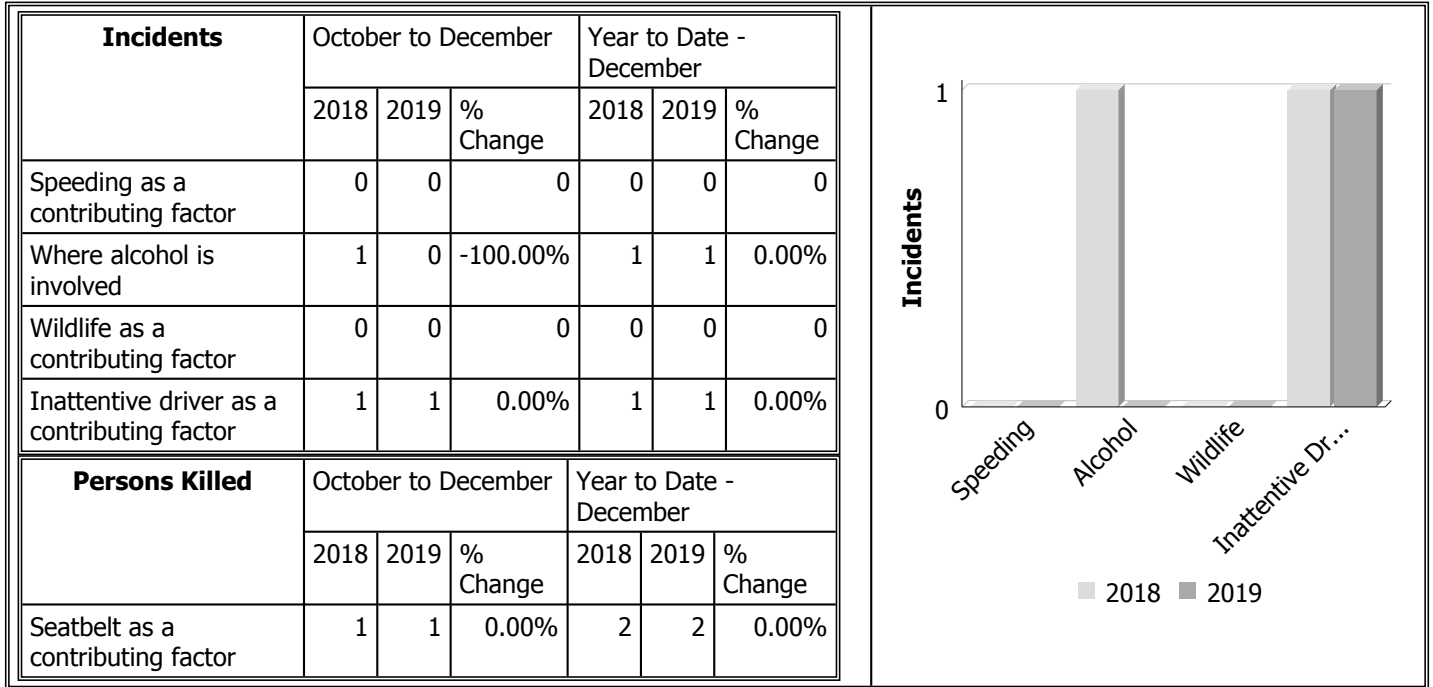 Incidents
October to December
Year to Date -
December
2018 2019 %
Change
2018 2019 %
Change
Speeding as a
contributing factor
0 0 0 0 0 0
Where alcohol is
involved
1 0 -100.00% 1 1 0.00%
Wildlife as a
contributing factor
0 0 0 0 0 0
Inattentive driver as a
contributing factor
1 1 0.00% 1 1 0.00%
Persons Killed
October to December
Year to Date -
December
2018 2019 %
Change
2018 2019 %
Change
Seatbelt as a
contributing factor
1 1 0.00% 2 2 0.00%
Incidents
1
0
Speeding
Alcohol
Wildlife
Inattentive Dr...
2018 2019